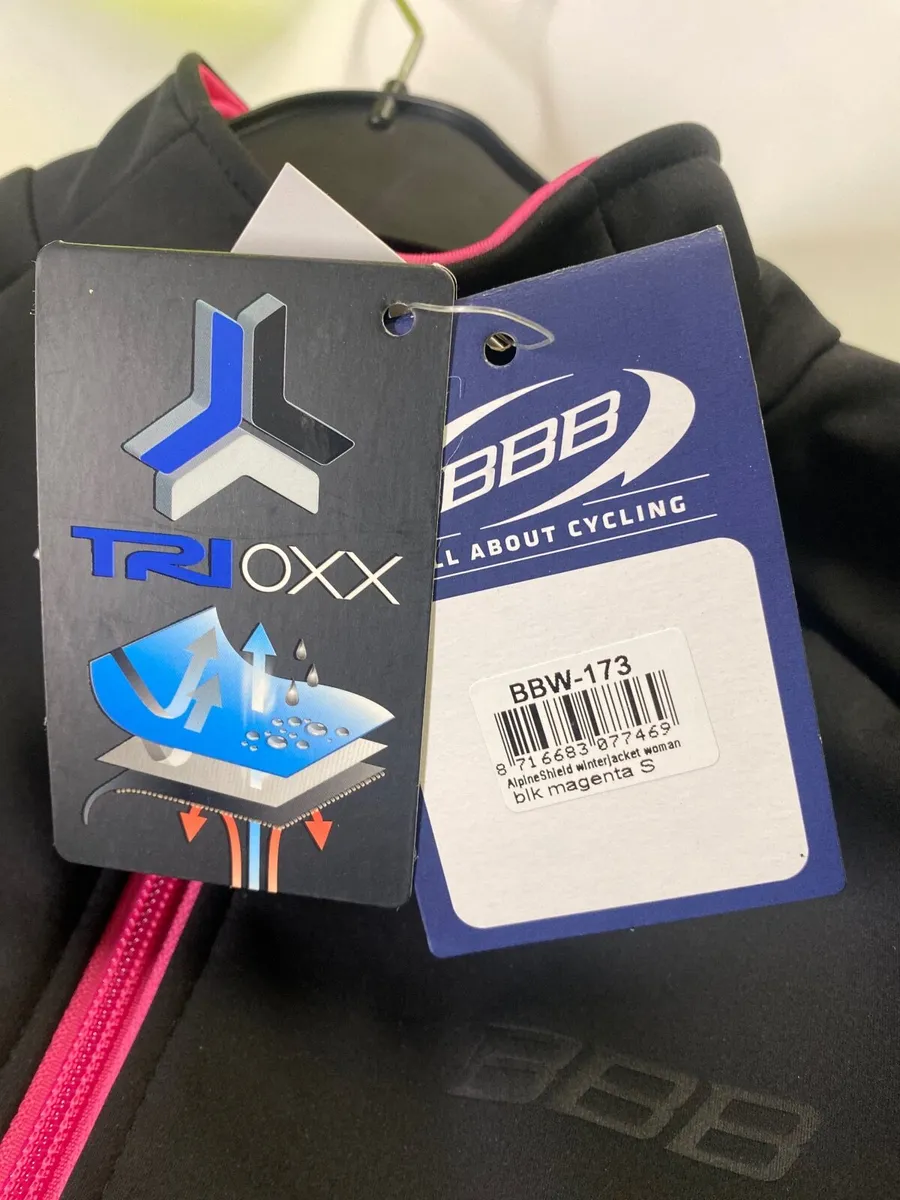 TRIOXX
BBB
LL ABOUT CYCLING
BBW-173
8 716683 077469
AlpineShield winterjacket woman
blk magenta S
BBB